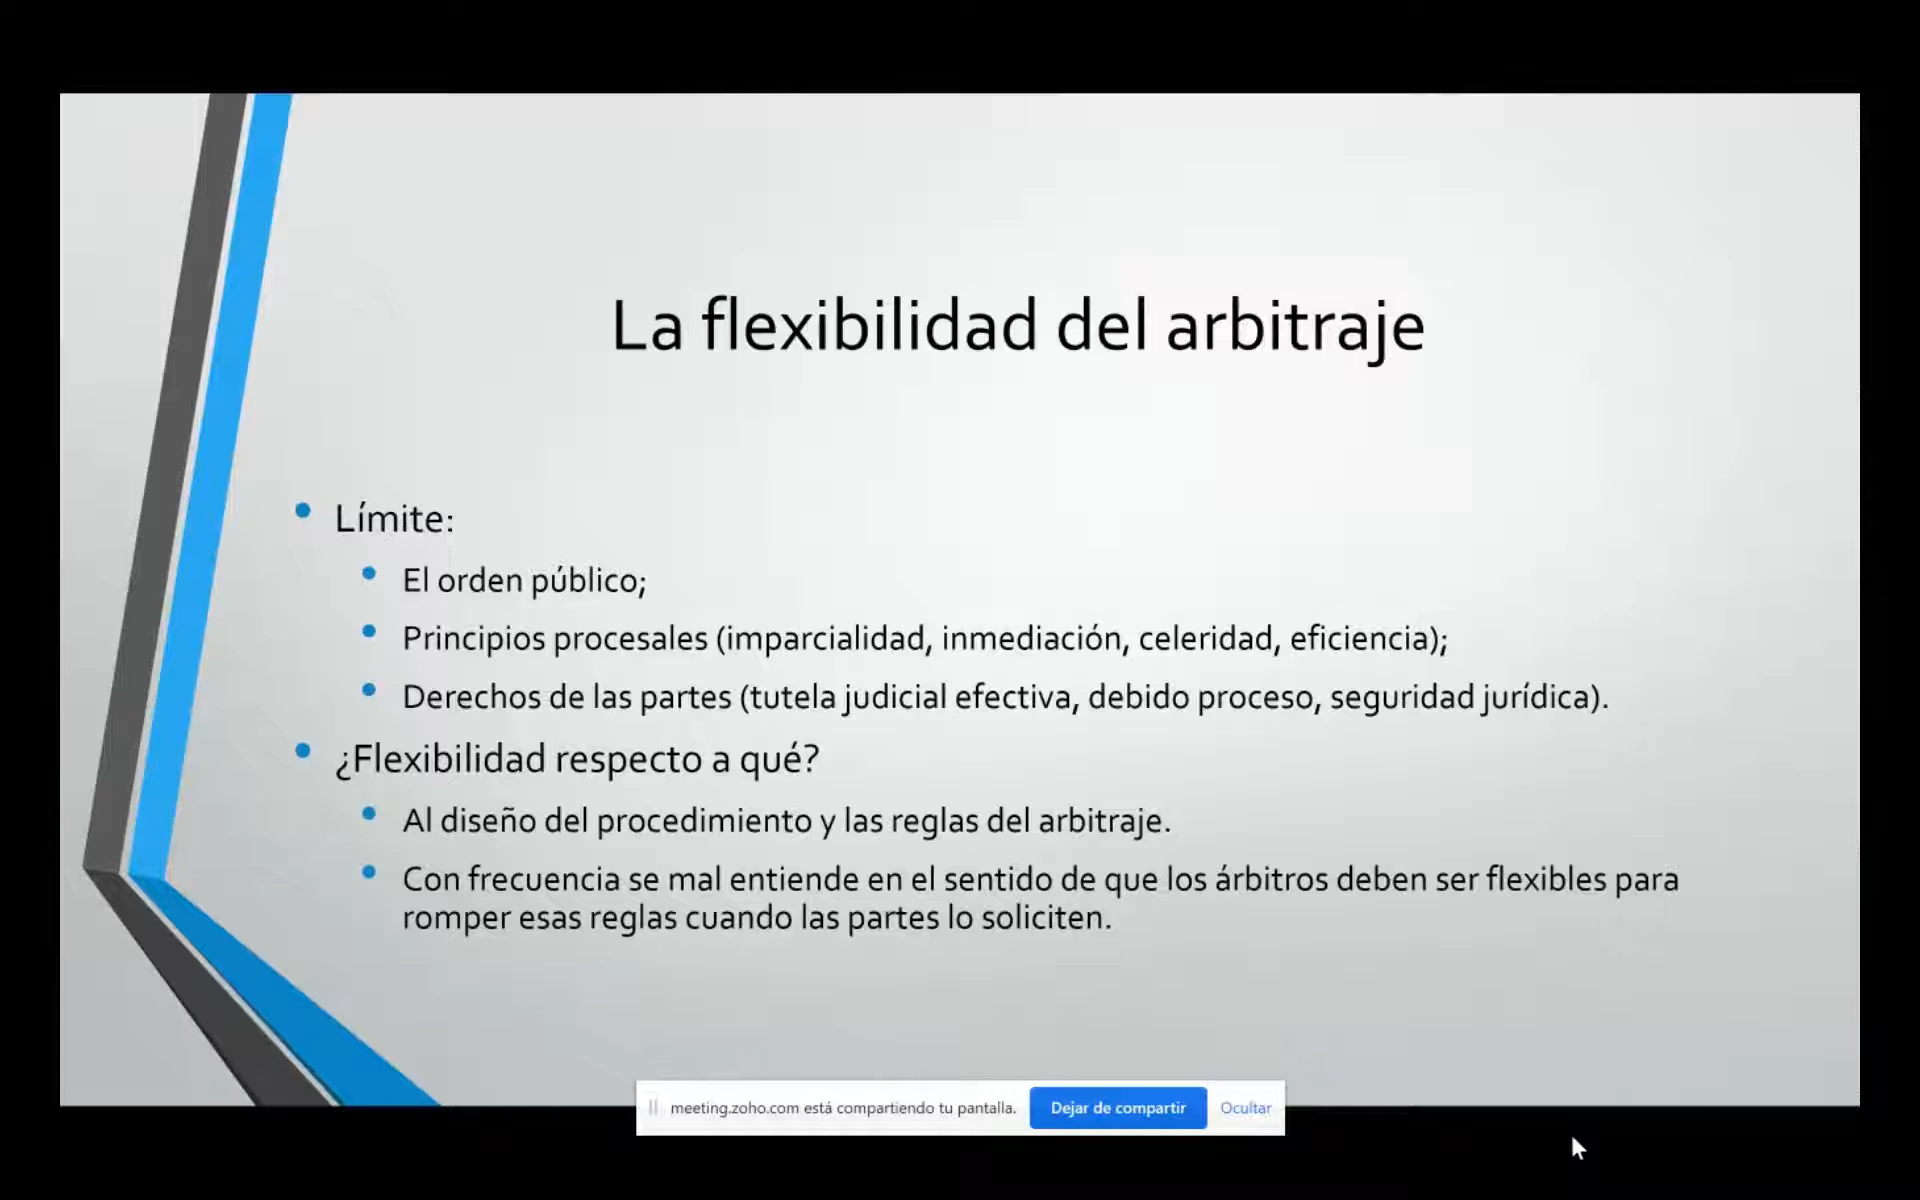 La flexibilidad del arbitraje
• Límite:
• El orden público;
• Principios procesales (imparcialidad, inmediación, celeridad, eficiencia);
• Derechos de las partes (tutela judicial efectiva, debido proceso, seguridad jurídica).
• ¿Flexibilidad respecto a qué?
• Al diseño del procedimiento y las reglas del arbitraje.
• Con frecuencia se mal entiende en el sentido de que los árbitros deben ser flexibles para
romper esas reglas cuando las partes lo soliciten.
meeting.zoho.com está compartiendo tu pantalla. Dejar de compartir Ocultar